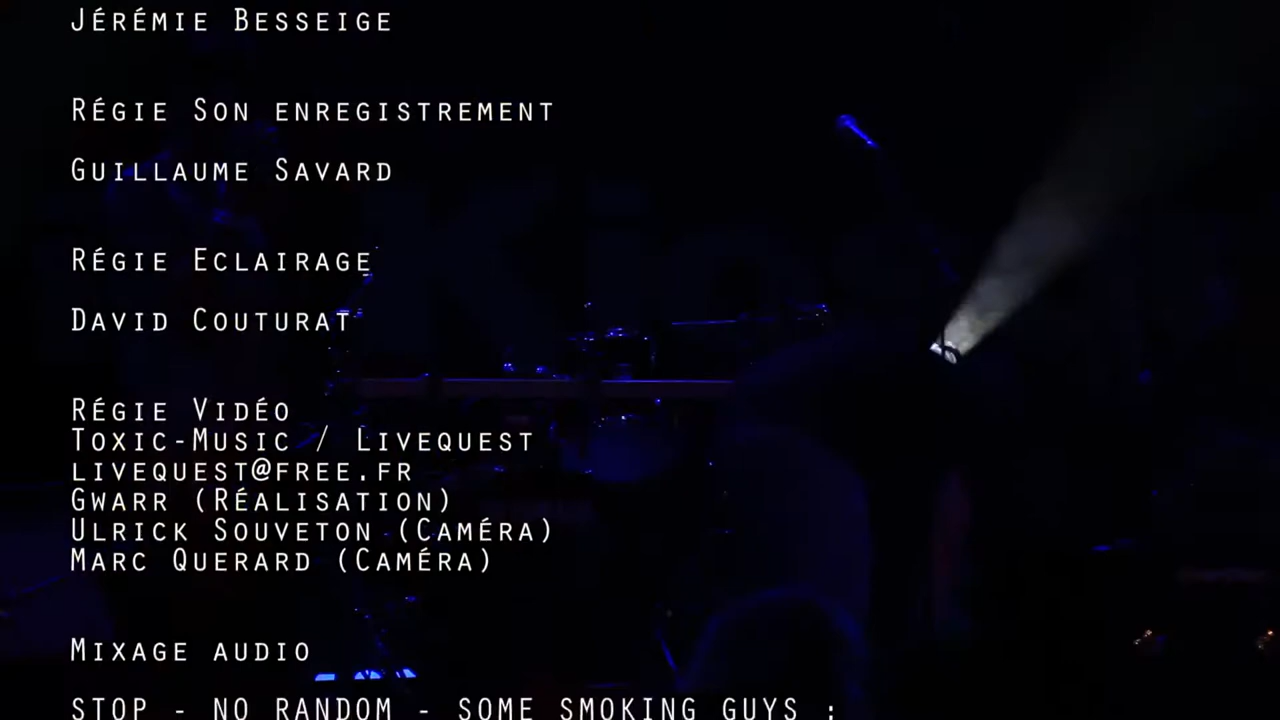 Jérémie Besseige
Régie Son enregistrement
Guillaume Savard
Régie Eclairage
David Couturat
Régie Vidéo
Toxic-Music / Livequest
livequest@free.fr
Gwarr (Réalisation)
Ulrick Souveton (Caméra)
Marc Querard (Caméra)
Mixage audio
STOP - NO RANDOM - SOME SMOKING GUYS :